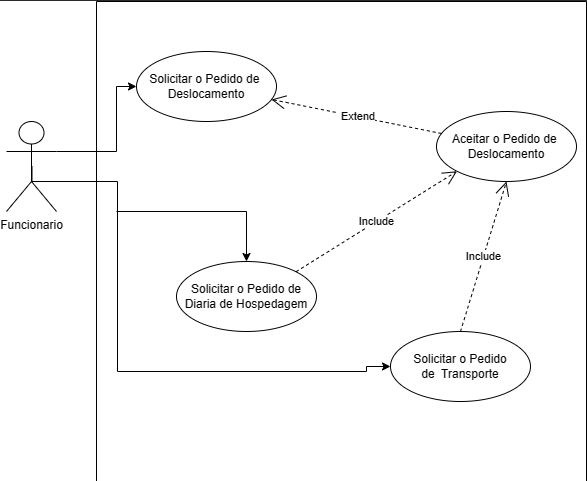 Solicitar o Pedido de
Deslocamento
Extend
Aceitar o Pedido de
Deslocamento
Funcionario
Include
Include
Solicitar o Pedido de
Diaria de Hospedagem
Solicitar o Pedido
de Transporte